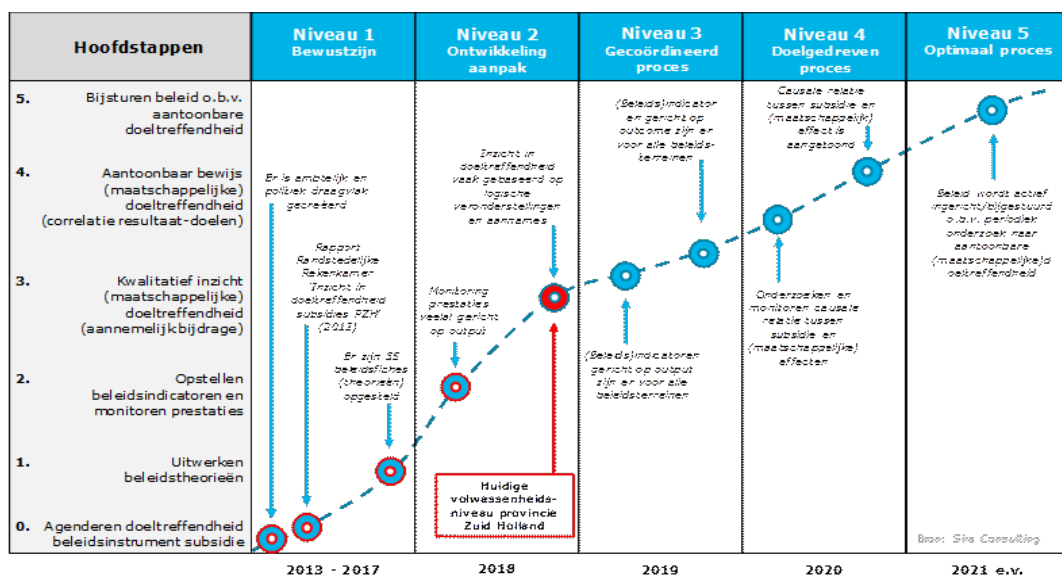 Hoofdstappen
Niveau 1
Bewustzijn
Niveau 2
Ontwikkeling
aanpak
Niveau 3
Gecoördineerd
proces
Niveau 4
Doelgedreven
proces
Niveau 5
Optimaal proces
5. Bijsturen beleid o.b.v.
aantoonbare
doeltreffendheid
4. Aantoonbaar bewijs
(maatschappelijke)
doeltreffendheid
(correlatie resultaat-doelen)
3. Kwalitatief inzicht
(maatschappelijke)
doeltreffendheid
(aannemelijk bijdrage)
2. Opstellen
beleidsindicatoren en
monitoren prestaties
1. Uitwerken
beleidstheorieën
0. Agenderen doeltreffendheid
beleidsinstrument subsidie
Er is ambtelijk en
politiek draagvlak
gecreëerd
Rapport
Randstedelijke
Rekenkamer
'Inzicht in
doeltreffendheid
subsidies PZH'
(2013)
Er zijn
beleidsfiches
(theorieën)
opgesteld
Monitoring
prestaties
veelal gericht
op output
Inzicht in
doeltreffendheid
vaak gebaseerd op
logische
veronderstellingen
en aannames
Huidige
volwassenheids-
niveau provincie
Zuid Holland
(Beleids)indicator
en gericht op
outcome zijn er
voor alle beleids-
terreinen
(Beleids)indicatoren
gericht op output
zijn er voor alle
beleidsterreinen
Causale relatie
tussen subsidie en
(maatschappelijk)
effect is
aangetoond
Onderzoeken en
monitoren causale
relatie tussen
subsidie en
(maatschappelijke)
effecten
Beleid wordt actief
ingericht/bijgestuurd
o.b.v. periodiek
onderzoek naar
aantoonbare
(maatschappelijke)d
oeltreffendheid
Bron: Sira Consulting
2013 - 2017
2018
2019
2020
2021 e.v.